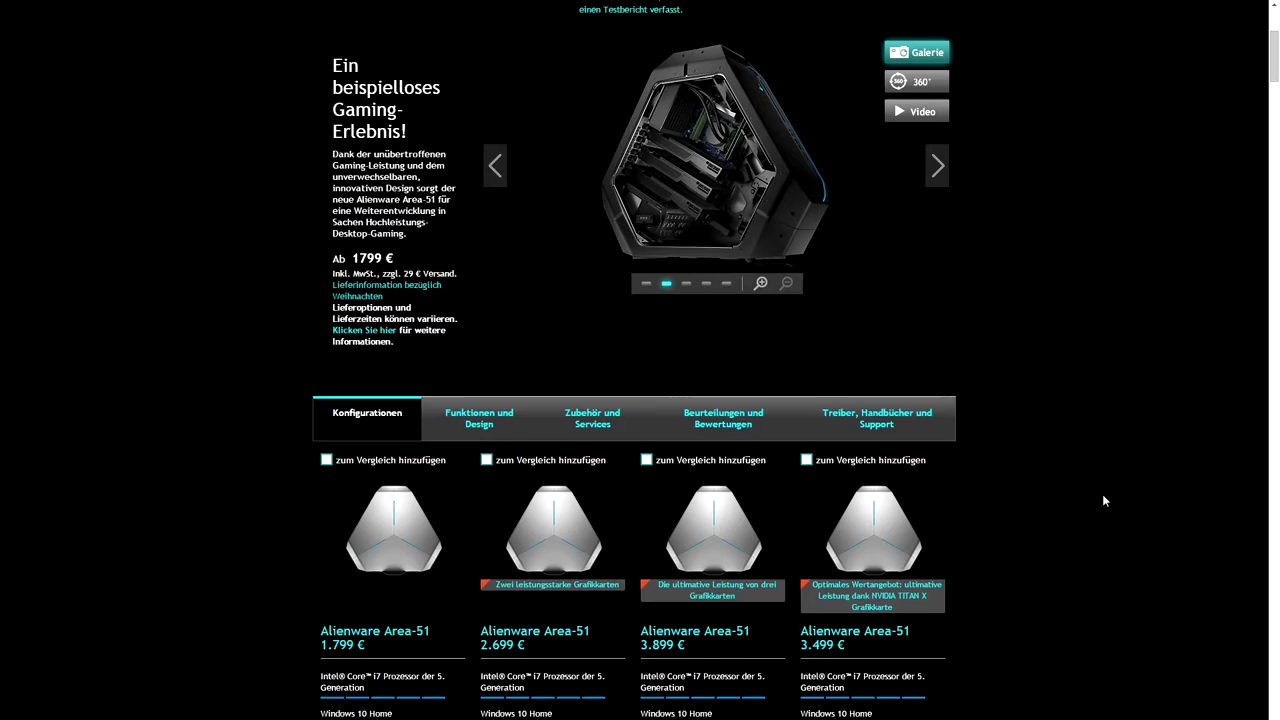 einen Testbericht verfasst.
Ein
beispielloses
Gaming-
Erlebnis!
Dank der unübertroffenen
Gaming-Leistung und dem
unverwechselbaren,
innovativen Design sorgt der
neue Alienware Area-51 für
eine Weiterentwicklung in
Sachen Hochleistungs-
Desktop-Gaming.
Ab 1799 €
Inkl. MwSt., zzgl. 29 € Versand.
Lieferinformation bezüglich
Weihnachten
Lieferoptionen und
Lieferzeiten können variieren.
Klicken Sie hier für weitere
Informationen.
Galerie
360°
Video
Konfigurationen
Funktionen und
Design
Zubehör und
Services
Beurteilungen und
Bewertungen
Treiber, Handbücher und
Support
zum Vergleich hinzufügen
Alienware Area-51
1.799 €
Intel® Core™ i7 Prozessor der 5.
Generation
Windows 10 Home
zum Vergleich hinzufügen
Zwei leistungsstarke Grafikkarten
Alienware Area-51
2.699 €
Intel® Core™ i7 Prozessor der 5.
Generation
Windows 10 Home
zum Vergleich hinzufügen
Die ultimative Leistung von drei
Grafikkarten
Alienware Area-51
3.899 €
Intel® Core™ i7 Prozessor der 5.
Generation
Windows 10 Home
zum Vergleich hinzufügen
Optimales Wertangebot: ultimative
Leistung dank NVIDIA TITAN X
Grafikkarte
Alienware Area-51
3.499 €
Intel® Core™ i7 Prozessor der 5.
Generation
Windows 10 Home